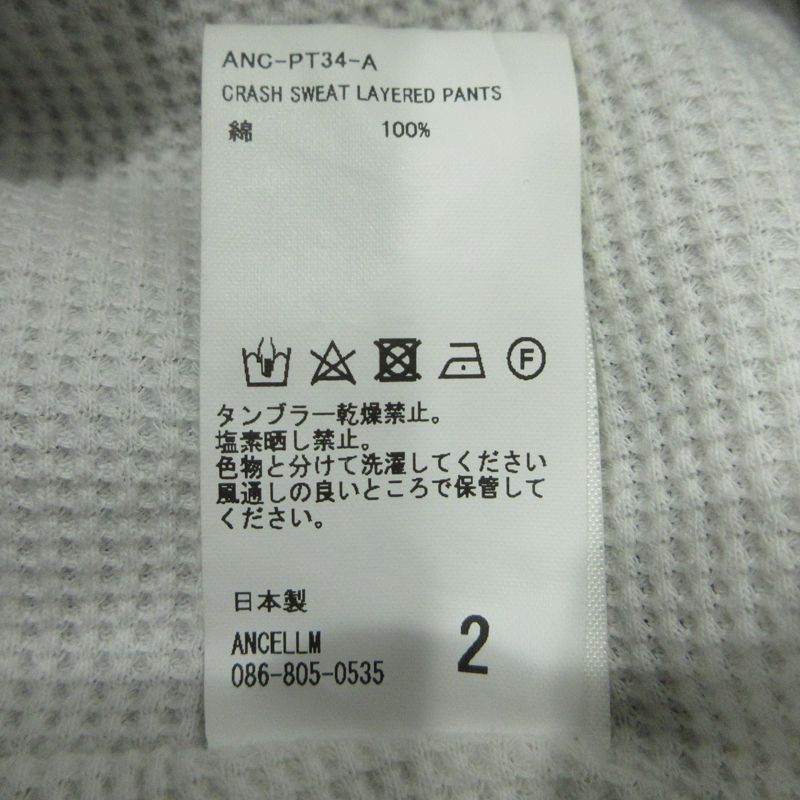 ANC-PT34-A
CRASH SWEAT LAYERED PANTS
綿 100%
F
タンブラー乾燥禁止。
塩素晒し禁止。
色物と分けて洗濯してください
風通しの良いところで保管して
ください。
日本製
ANCELLM
086-805-0535
2